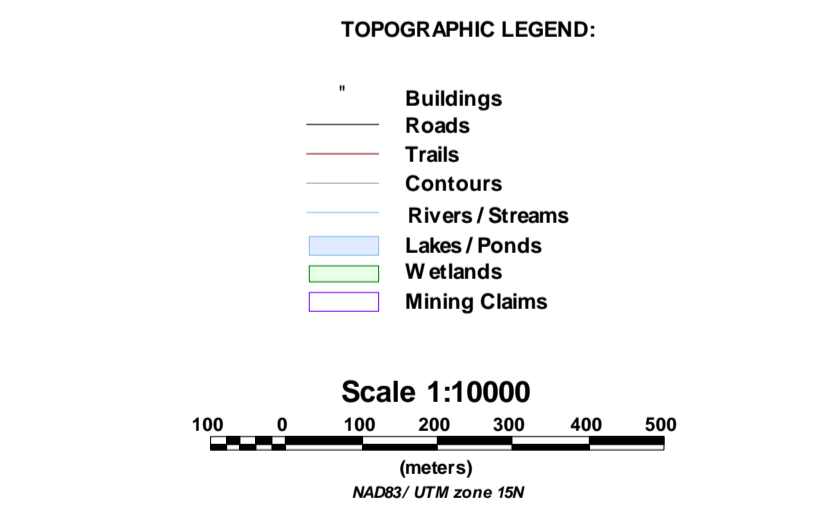 TOPOGRAPHIC LEGEND:
"
Buildings
Roads
Trails
Contours
Rivers / Streams
Lakes / Ponds
Wetlands
Mining Claims
Scale 1:10000
100 0 100 200 300 400 500
(meters)
NAD83/ UTM zone 15N